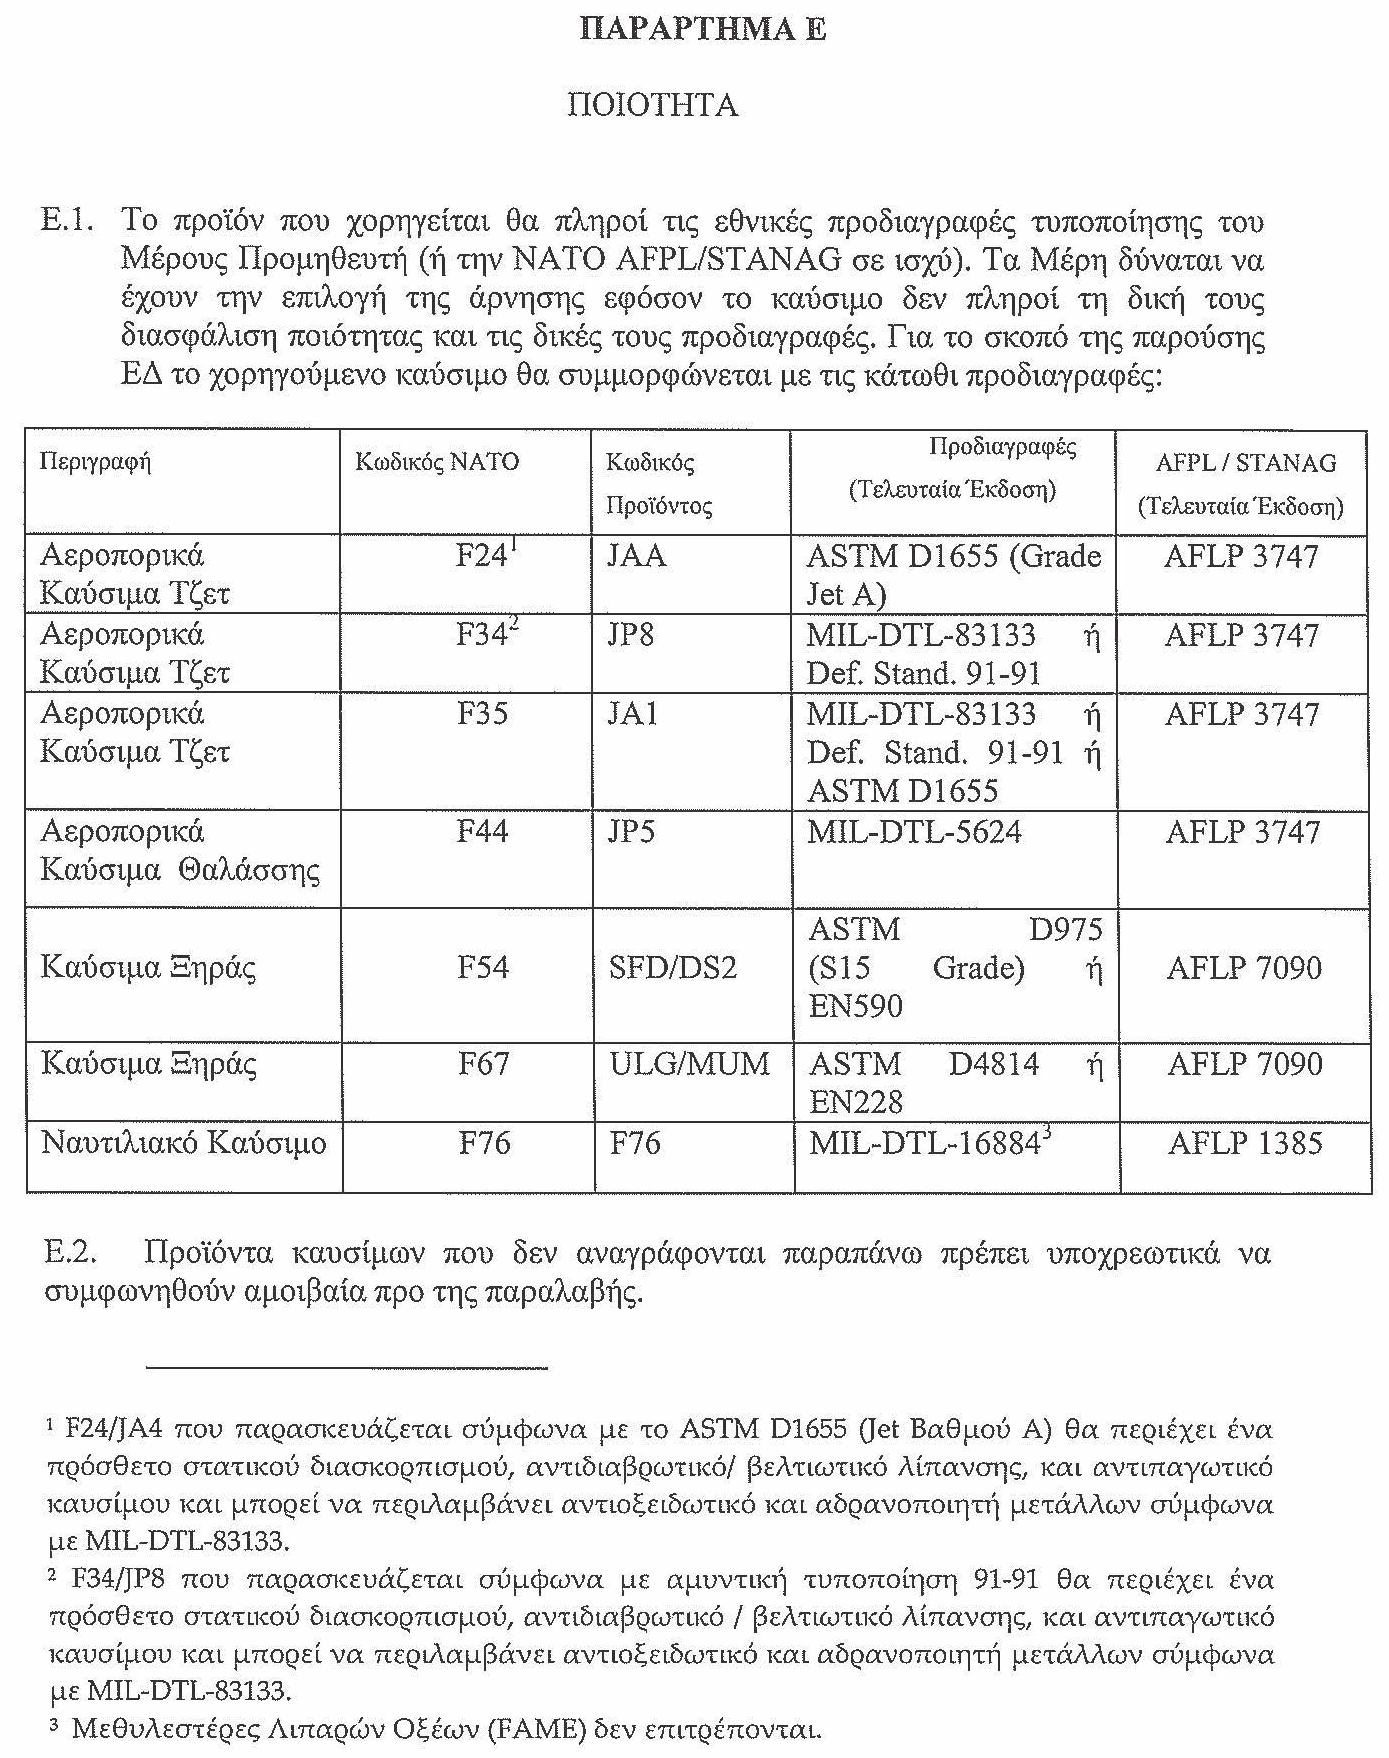 ΠΑΡΑΡΤΗΜΑ Ε
ΠΟΙΟΤΗΤΑ
Ε.1. Το προϊόν που χορηγείται θα πληροί τις εθνικές προδιαγραφές τυποποίησης του
Μέρους Προμηθευτή (ή την NATO AFPL/STANAG σε ισχύ). Τα Μέρη δύναται να
έχουν την επιλογή της άρνησης εφόσον το καύσιμο δεν πληροί τη δική τους
διασφάλιση ποιότητας και τις δικές τους προδιαγραφές. Για το σκοπό της παρούσης
ΕΔ το χορηγούμενο καύσιμο θα συμμορφώνεται με τις κάτωθι προδιαγραφές:
Περιγραφή Κωδικός NATO Κωδικός Προδιαγραφές AFPL / STANAG
Προϊόντος (Τελευταία Έκδοση) (Τελευταία Έκδοση)
Αεροπορικά F24¹ JAA ASTM D1655 (Grade AFLP 3747
Καύσιμα Τζετ Jet A)
Αεροπορικά F34² JP8 MIL-DTL-83133 ή AFLP 3747
Καύσιμα Τζετ Def. Stand. 91-91
Αεροπορικά F35 JA1 MIL-DTL-83133 ή AFLP 3747
Καύσιμα Τζετ Def. Stand. 91-91 ή
ASTM D1655
Αεροπορικά F44 JP5 MIL-DTL-5624 AFLP 3747
Καύσιμα Θαλάσσης
ASTM D975
Καύσιμα Ξηράς F54 SFD/DS2 (S15 Grade) ή AFLP 7090
EN590
Καύσιμα Ξηράς F67 ULG/MUM ASTM D4814 ή AFLP 7090
EN228
Ναυτιλιακό Καύσιμο F76 F76 MIL-DTL-16884³ AFLP 1385
Ε.2. Προϊόντα καυσίμων που δεν αναγράφονται παραπάνω πρέπει υποχρεωτικά να
συμφωνηθούν αμοιβαία προ της παραλαβής.
¹ F24/JA4 που παρασκευάζεται σύμφωνα με το ASTM D1655 (Jet Βαθμού Α) θα περιέχει ένα
πρόσθετο στατικού διασκορπισμού, αντιδιαβρωτικό/ βελτιωτικό λίπανσης, και αντιπαγωτικό
καυσίμου και μπορεί να περιλαμβάνει αντιοξειδωτικό και αδρανοποιητή μετάλλων σύμφωνα
με MIL-DTL-83133.
² F34/JP8 που παρασκευάζεται σύμφωνα με αμυντική τυποποίηση 91-91 θα περιέχει ένα
πρόσθετο στατικού διασκορπισμού, αντιδιαβρωτικό / βελτιωτικό λίπανσης, και αντιπαγωτικό
καυσίμου και μπορεί να περιλαμβάνει αντιοξειδωτικό και αδρανοποιητή μετάλλων σύμφωνα
με MIL-DTL-83133.
³ Μεθυλεστέρες Λιπαρών Οξέων (FAME) δεν επιτρέπονται.